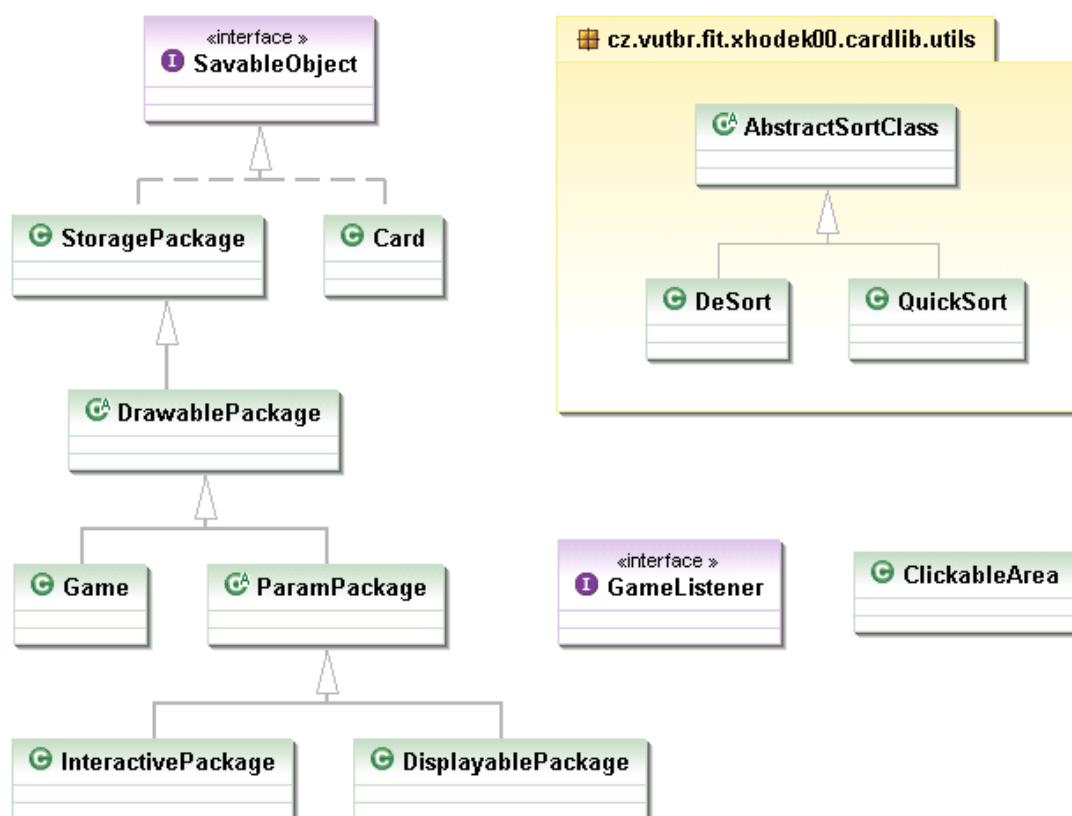 «interface »
SavableObject
cz.vutbr.fit.xhodek00.cardlib.utils
AbstractSortClass
StoragePackage
Card
DeSort
QuickSort
DrawablePackage
Game
ParamPackage
«interface »
GameListener
ClickableArea
InteractivePackage
DisplayablePackage